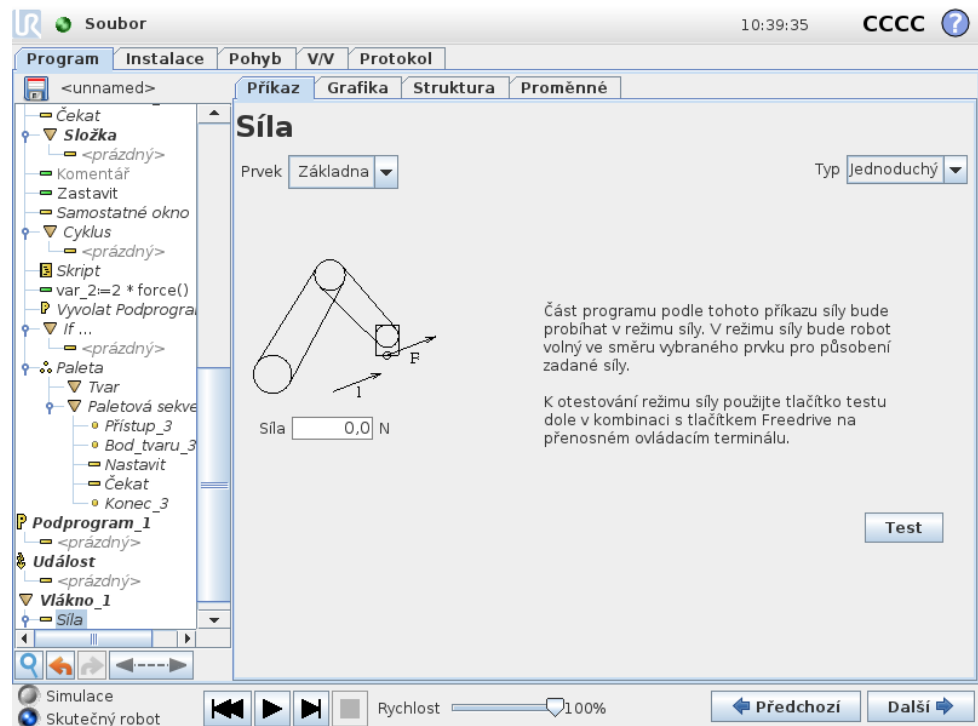 UR Soubor 10:39:35 CCCC ?
Program Instalace Pohyb V/V Protokol
<unnamed>
Příkaz Grafika Struktura Proměnné
Čekat
Složka
<prázdný>
Komentář
Zastavit
Samostatné okno
Cyklus
<prázdný>
Skript
var_2:=2 * force()
P Vyvolat Podprogra
If ...
<prázdný>
Paleta
Tvar
Paletová sekve
Přístup_3
Bod_tvaru_3
Nastavit
Čekat
Konec_3
P Podprogram_1
<prázdný>
Událost
<prázdný>
Vlákno_1
Síla
Síla
Prvek Základna Typ Jednoduchý
F
l
Síla 0,0 N
Část programu podle tohoto příkazu síly bude
probíhat v režimu síly. V režimu síly bude robot
volný ve směru vybraného prvku pro působení
zadané síly.
K otestování režimu síly použijte tlačítko testu
dole v kombinaci s tlačítkem Freedrive na
přenosném ovládacím terminálu.
Test
Simulace
Skutečný robot
Rychlost 100%
Předchozí Další